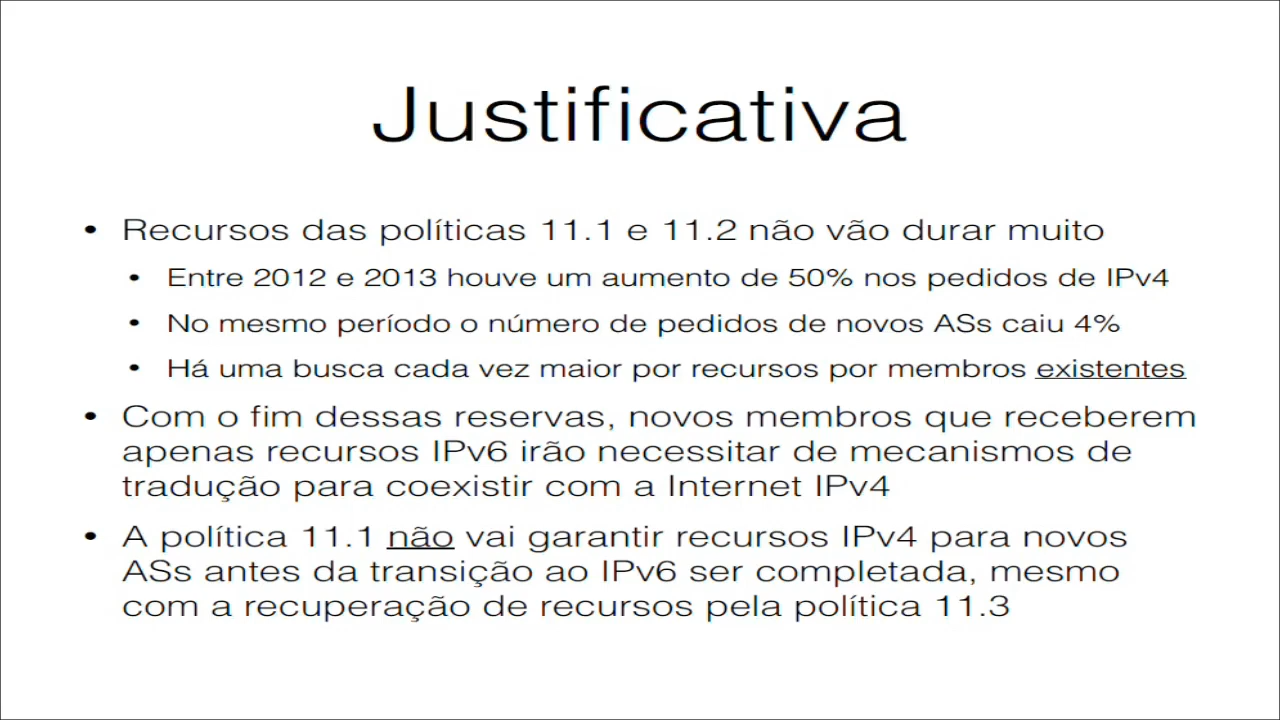 Justificativa
• Recursos das políticas 11.1 e 11.2 não vão durar muito
• Entre 2012 e 2013 houve um aumento de 50% nos pedidos de IPv4
• No mesmo período o número de pedidos de novos ASs caiu 4%
• Há uma busca cada vez maior por recursos por membros existentes
• Com o fim dessas reservas, novos membros que receberem
apenas recursos IPv6 irão necessitar de mecanismos de
tradução para coexistir com a Internet IPv4
• A política 11.1 não vai garantir recursos IPv4 para novos
ASs antes da transição ao IPv6 ser completada, mesmo
com a recuperação de recursos pela política 11.3